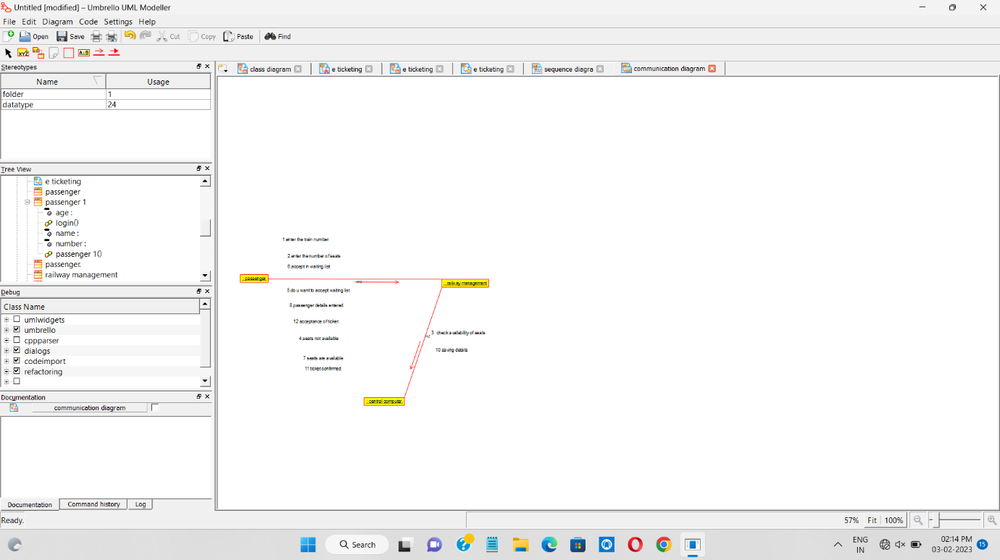 Untitled [modified] – Umbrello UML Modeller
File Edit Diagram Code Settings Help
Open Save Cut Copy Paste Find
XYZ A⊥B
Stereotypes
class diagram e ticketing e ticketing e ticketing sequence diagra communication diagram
Name Usage
folder 1
datatype 24
Tree View
e ticketing
passenger
passenger 1
age :
login()
name :
number :
passenger 1()
passenger.
railway management
1.enter the train number
2.enter the number of seats
6.accept in waiting list
: passenger.
: railway management
5.do u want to accept waiting list
8.passenger details entered
12 acceptance of ticket
4,seats not available
3. check availability of seats
10 saving details
7 seats are available
11 ticket confirmed
: central computer.
Debug
Class Name
umlwidgets
umbrello
cppparser
dialogs
codeimport
refactoring
Documentation
communication diagram
Documentation Command history Log
Ready.
57% Fit 100%
Search
ENG
IN
02:14 PM
03-02-2023
15